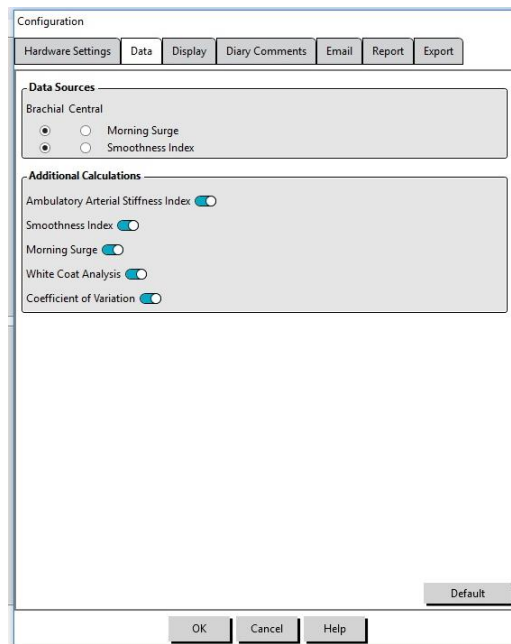 Configuration
Hardware Settings Data Display Diary Comments Email Report Export
Data Sources
Brachial Central
Morning Surge
Smoothness Index
Additional Calculations
Ambulatory Arterial Stiffness Index
Smoothness Index
Morning Surge
White Coat Analysis
Coefficient of Variation
Default
OK Cancel Help